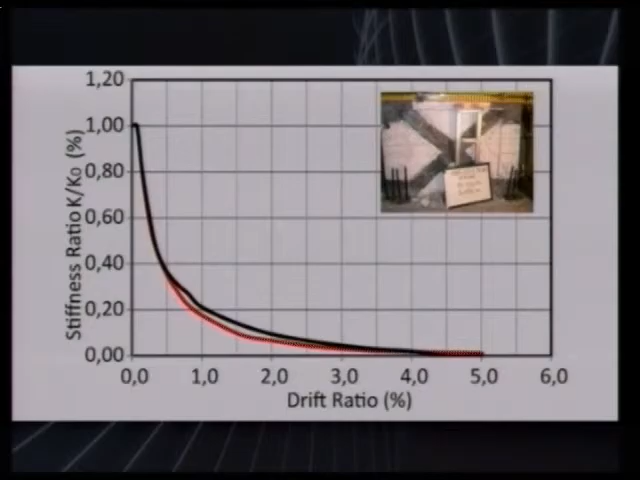 1,20
1,00
0,80
0,60
0,40
0,20
0,00
0,0 1,0 2,0 3,0 4,0 5,0 6,0
Stiffness Ratio K/K0 (%)
Drift Ratio (%)